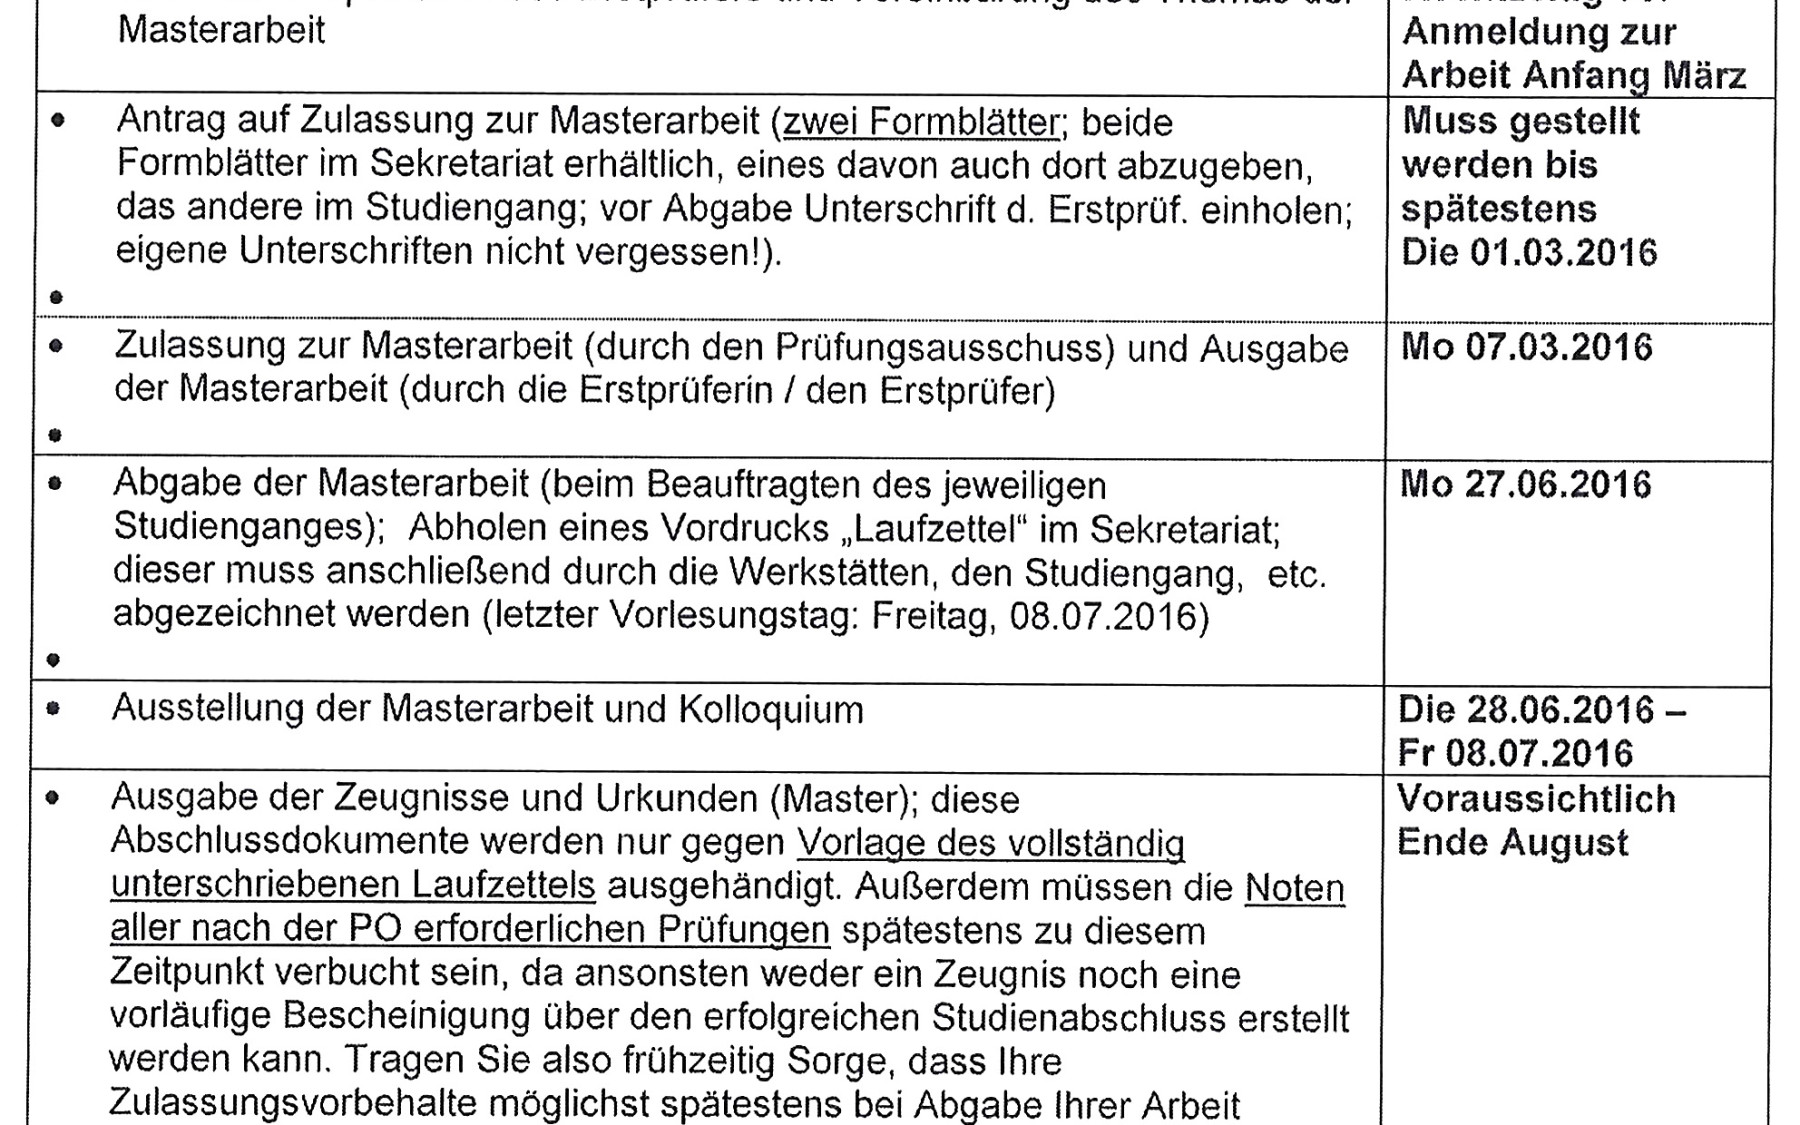 Masterarbeit
Anmeldung zur
Arbeit Anfang März
• Antrag auf Zulassung zur Masterarbeit (zwei Formblätter; beide
Formblätter im Sekretariat erhältlich, eines davon auch dort abzugeben,
das andere im Studiengang; vor Abgabe Unterschrift d. Erstprüf. einholen;
eigene Unterschriften nicht vergessen!).
•
Muss gestellt
werden bis
spätestens
Die 01.03.2016
• Zulassung zur Masterarbeit (durch den Prüfungsausschuss) und Ausgabe
der Masterarbeit (durch die Erstprüferin / den Erstprüfer)
•
Mo 07.03.2016
• Abgabe der Masterarbeit (beim Beauftragten des jeweiligen
Studienganges);  Abholen eines Vordrucks „Laufzettel“ im Sekretariat;
dieser muss anschließend durch die Werkstätten, den Studiengang,  etc.
abgezeichnet werden (letzter Vorlesungstag: Freitag, 08.07.2016)
•
Mo 27.06.2016
• Ausstellung der Masterarbeit und Kolloquium
Die 28.06.2016 –
Fr 08.07.2016
• Ausgabe der Zeugnisse und Urkunden (Master); diese
Abschlussdokumente werden nur gegen Vorlage des vollständig
unterschriebenen Laufzettels ausgehändigt. Außerdem müssen die Noten
aller nach der PO erforderlichen Prüfungen spätestens zu diesem
Zeitpunkt verbucht sein, da ansonsten weder ein Zeugnis noch eine
vorläufige Bescheinigung über den erfolgreichen Studienabschluss erstellt
werden kann. Tragen Sie also frühzeitig Sorge, dass Ihre
Zulassungsvorbehalte möglichst spätestens bei Abgabe Ihrer Arbeit
Voraussichtlich
Ende August